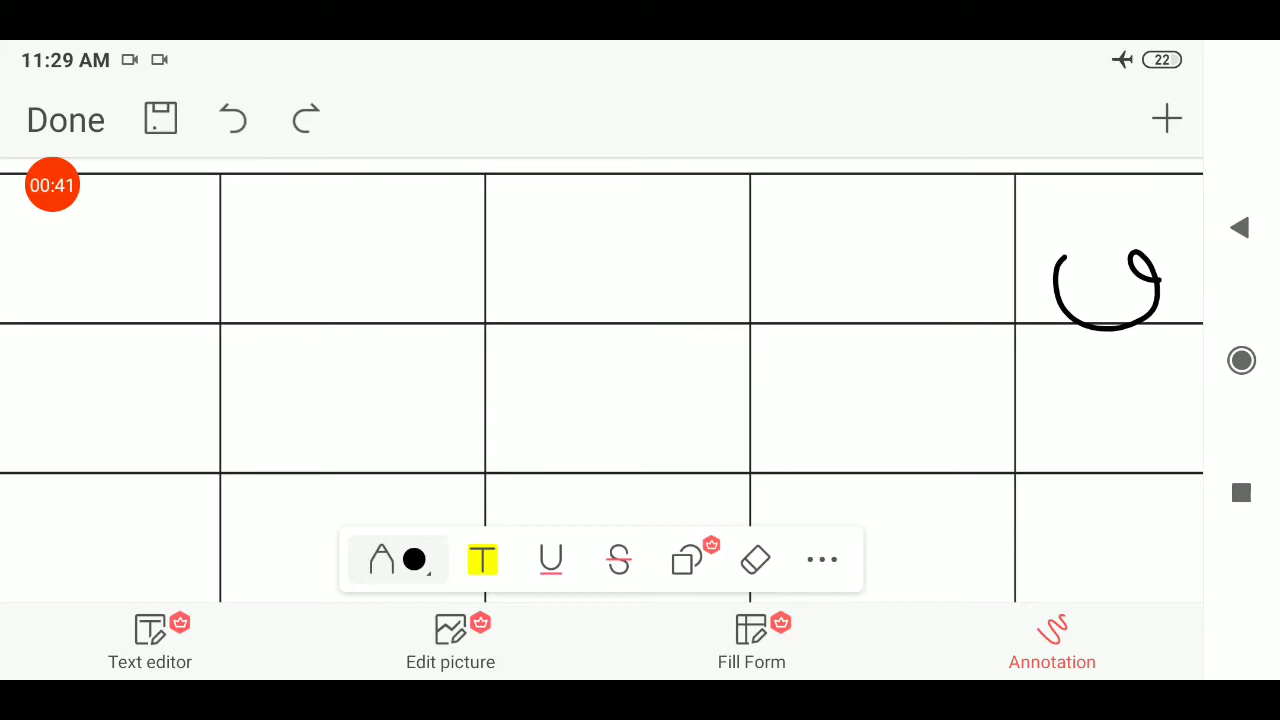 11:29 AM
22
Done
00:41
T
U
S
Text editor
Edit picture
Fill Form
Annotation